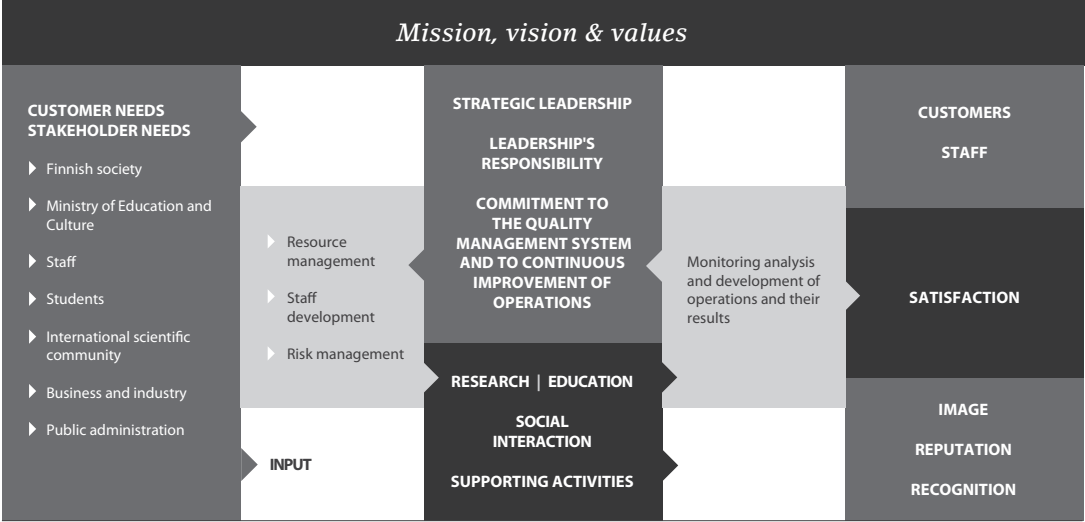 Mission, vision & values
CUSTOMER NEEDS
STAKEHOLDER NEEDS
Finnish society
Ministry of Education and
Culture
Staff
Students
International scientific
community
Business and industry
Public administration
Resource
management
Staff
development
Risk management
INPUT
STRATEGIC LEADERSHIP
LEADERSHIP'S
RESPONSIBILITY
COMMITMENT TO
THE QUALITY
MANAGEMENT SYSTEM
AND TO CONTINUOUS
IMPROVEMENT OF
OPERATIONS
RESEARCH | EDUCATION
SOCIAL
INTERACTION
SUPPORTING ACTIVITIES
Monitoring analysis
and development of
operations and their
results
CUSTOMERS
STAFF
SATISFACTION
IMAGE
REPUTATION
RECOGNITION